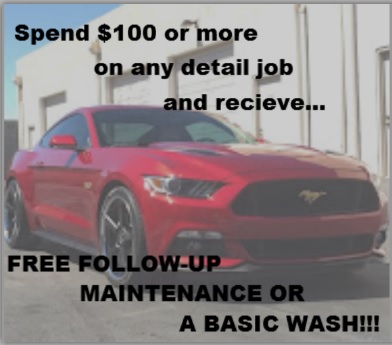 Spend $100 or more
on any detail job
and recieve...
FREE FOLLOW-UP
MAINTENANCE OR
A BASIC WASH!!!